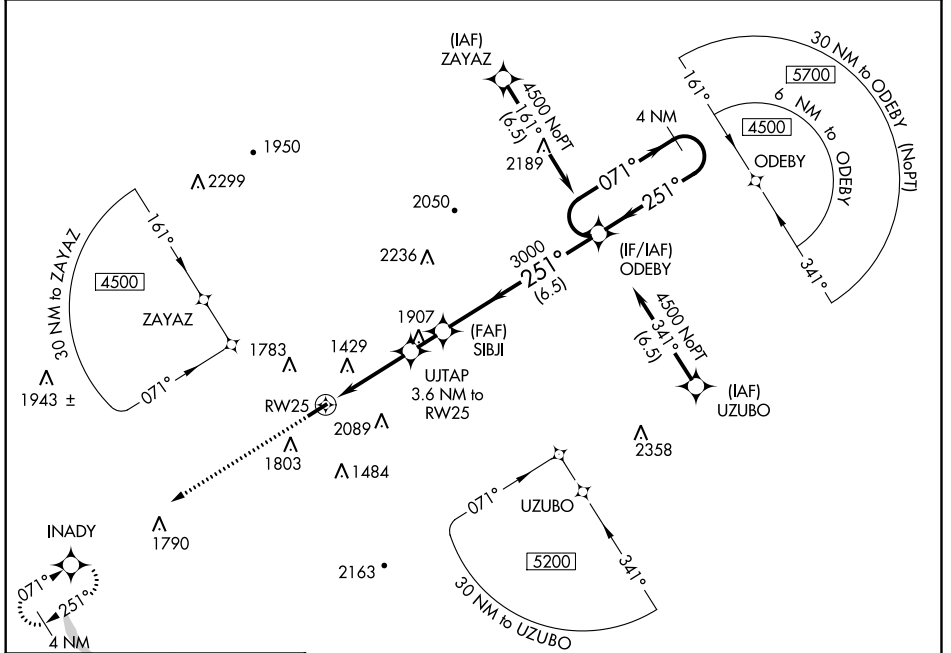 (IAF)
ZAYAZ
4500 NoPT
161°
(6.5)
2189
4 NM
071°
251°
30 NM to ODEBY (NoPT)
5700
161°
6 NM to ODEBY
4500
ODEBY
341°
1950
2299
2050
2236
3000
251°
(6.5)
(IF/IAF)
ODEBY
161°
30 NM to ZAYAZ
4500
ZAYAZ
071°
1943 ±
1783
1429
1907
(FAF)
SIBJI
UJTAP
3.6 NM to
RW25
RW25
2089
1803
1484
4500 NoPT
341°
(6.5)
(IAF)
UZUBO
2358
071°
UZUBO
341°
5200
30 NM to UZUBO
INADY
071°
251°
4 NM
1790
2163